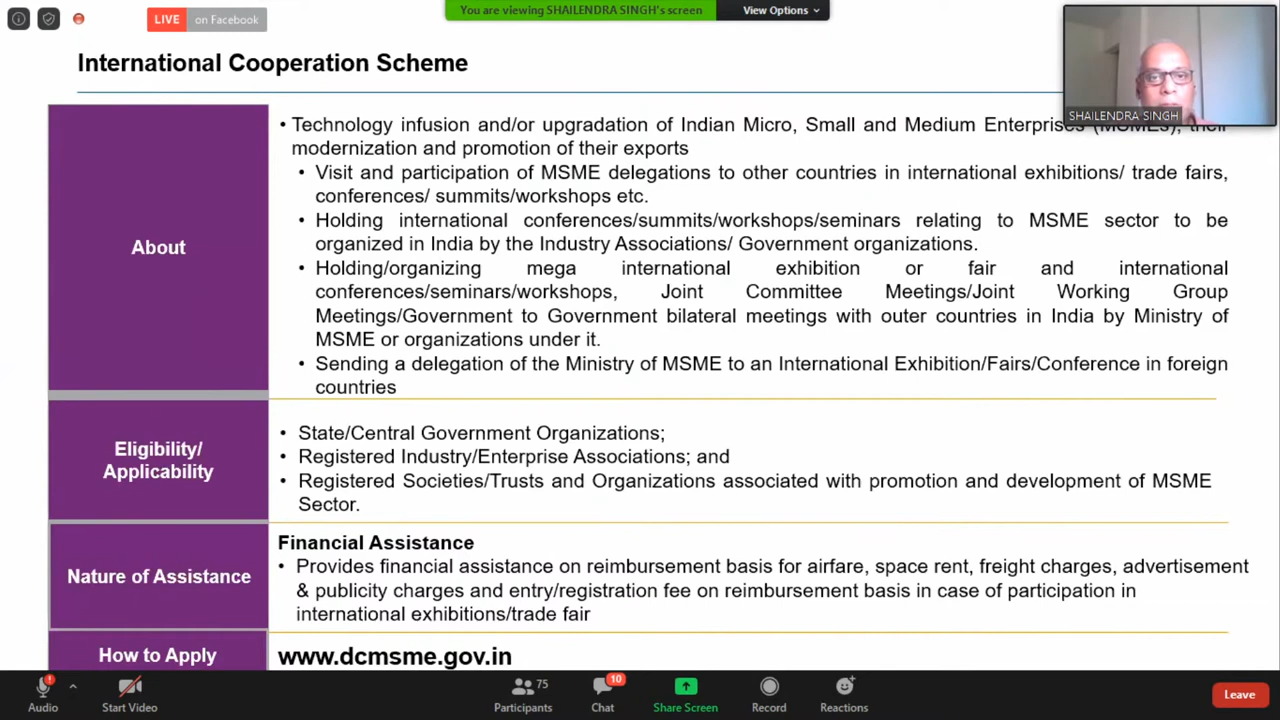 LIVE on Facebook
You are viewing SHAILENDRA SINGH's screen
View Options
International Cooperation Scheme
SHAILENDRA SINGH
About
• Technology infusion and/or upgradation of Indian Micro, Small and Medium Enterprises (MSMEs), their
modernization and promotion of their exports
• Visit and participation of MSME delegations to other countries in international exhibitions/ trade fairs,
conferences/ summits/workshops etc.
• Holding international conferences/summits/workshops/seminars relating to MSME sector to be
organized in India by the Industry Associations/ Government organizations.
• Holding/organizing mega international exhibition or fair and international
conferences/seminars/workshops, Joint Committee Meetings/Joint Working Group
Meetings/Government to Government bilateral meetings with outer countries in India by Ministry of
MSME or organizations under it.
• Sending a delegation of the Ministry of MSME to an International Exhibition/Fairs/Conference in foreign
countries
Eligibility/
Applicability
• State/Central Government Organizations;
• Registered Industry/Enterprise Associations; and
• Registered Societies/Trusts and Organizations associated with promotion and development of MSME
Sector.
Nature of Assistance
Financial Assistance
• Provides financial assistance on reimbursement basis for airfare, space rent, freight charges, advertisement
& publicity charges and entry/registration fee on reimbursement basis in case of participation in
international exhibitions/trade fair
How to Apply
www.dcmsme.gov.in
Audio
Start Video
75
Participants
10
Chat
Share Screen
Record
Reactions
Leave